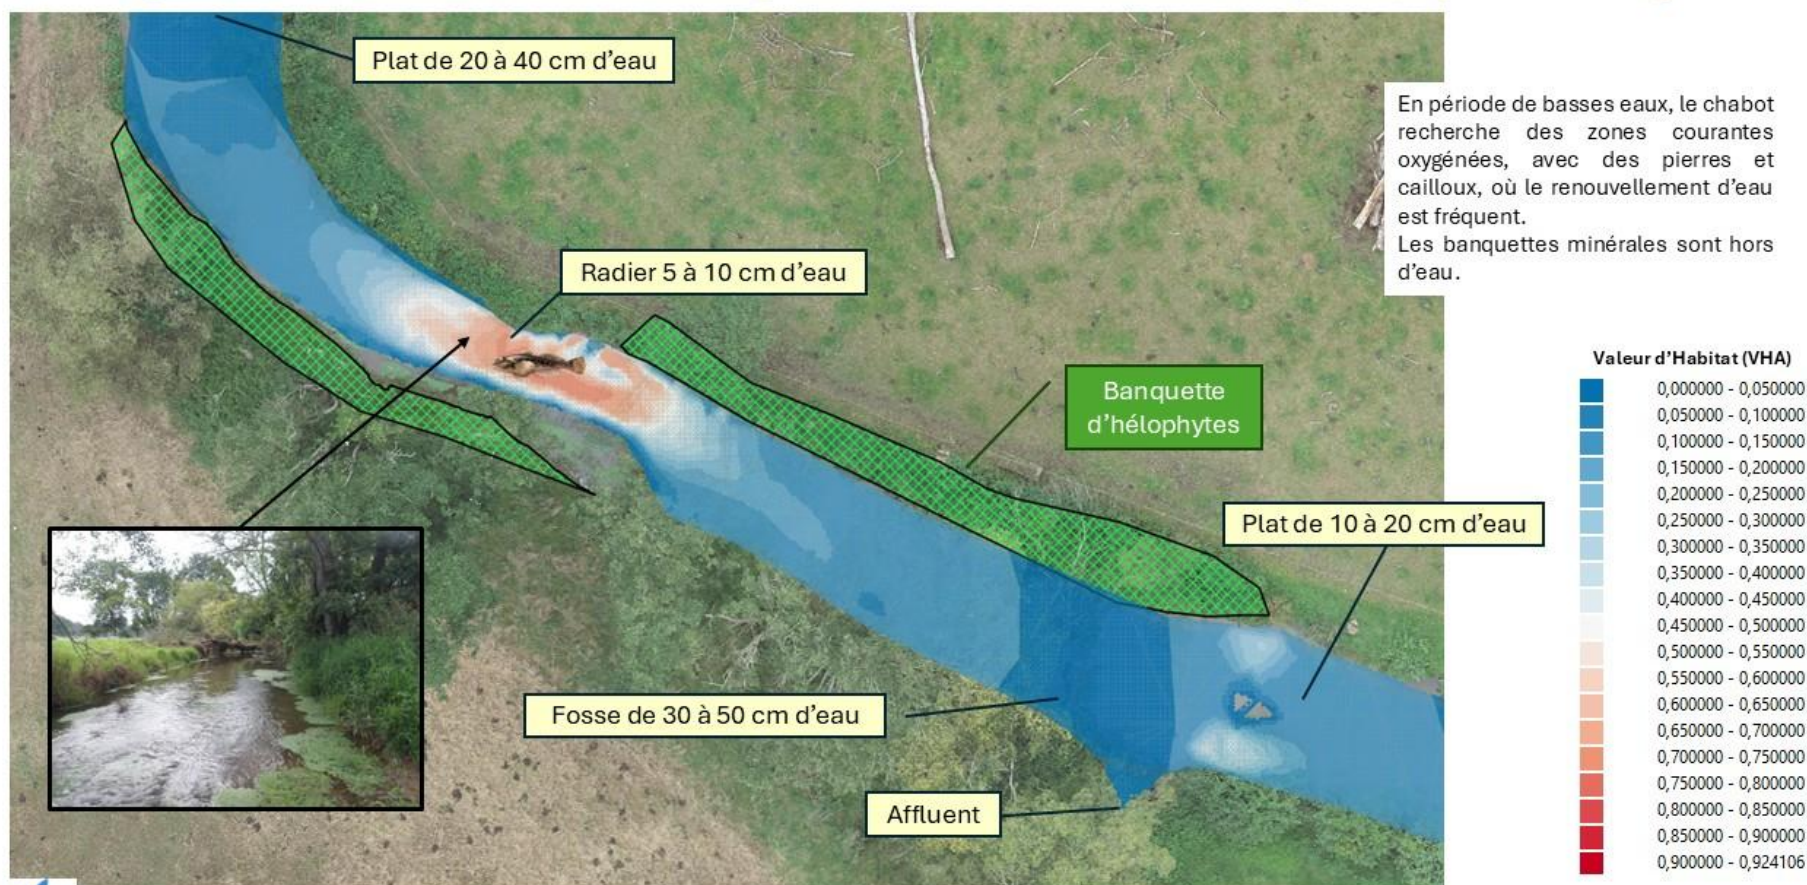 Plat de 20 à 40 cm d'eau
En période de basses eaux, le chabot
recherche des zones courantes
oxygénées, avec des pierres et
cailloux, où le renouvellement d'eau
est fréquent.
Les banquettes minérales sont hors
d'eau.
Radier 5 à 10 cm d'eau
Banquette
d'hélophytes
Plat de 10 à 20 cm d'eau
Fosse de 30 à 50 cm d'eau
Affluent
Valeur d'Habitat (VHA)
0,000000 - 0,050000
0,050000 - 0,100000
0,100000 - 0,150000
0,150000 - 0,200000
0,200000 - 0,250000
0,250000 - 0,300000
0,300000 - 0,350000
0,350000 - 0,400000
0,400000 - 0,450000
0,450000 - 0,500000
0,500000 - 0,550000
0,550000 - 0,600000
0,600000 - 0,650000
0,650000 - 0,700000
0,700000 - 0,750000
0,750000 - 0,800000
0,800000 - 0,850000
0,850000 - 0,900000
0,900000 - 0,924106